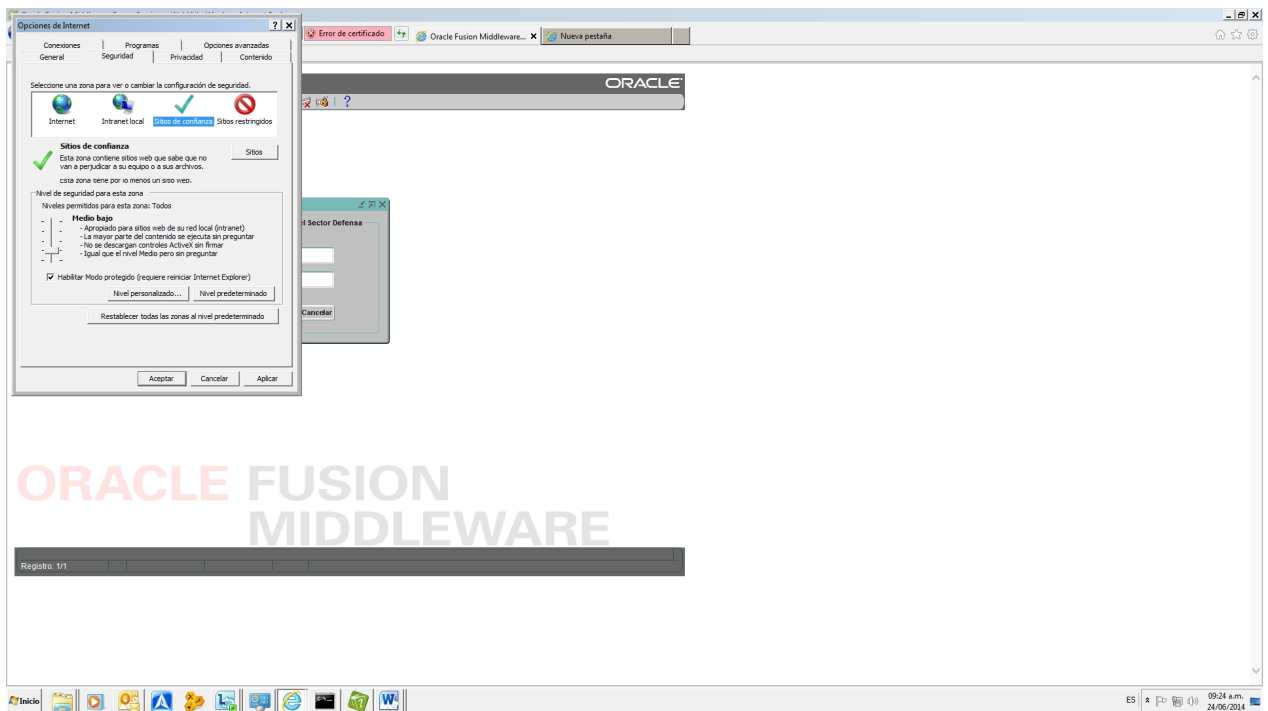 Opciones de Internet
? X
Error de certificado
Oracle Fusion Middleware... X
Nueva pestaña
Conexiones Programas Opciones avanzadas
General Seguridad Privacidad Contenido
Seleccione una zona para ver o cambiar la configuración de seguridad.
Internet
Intranet local
Sitios de confianza
Sitios restringidos
ORACLE
?
Sitios de confianza
Sitios
Esta zona contiene sitios web que sabe que no
van a perjudicar a su equipo o a sus archivos.
Esta zona tiene por lo menos un sitio web.
Nivel de seguridad para esta zona
Niveles permitidos para esta zona: Todos
Medio bajo
- Apropiado para sitios web de su red local (intranet)
- La mayor parte del contenido se ejecuta sin preguntar
- No se descargan controles ActiveX sin firmar
- Igual que el nivel Medio pero sin preguntar
Habilitar Modo protegido (requiere reiniciar Internet Explorer)
Nivel personalizado... Nivel predeterminado
Restablecer todas las zonas al nivel predeterminado
Aceptar Cancelar Aplicar
Sector Defensa
Cancelar
ORACLE FUSION
MIDDLEWARE
Registro: 1/1
Inicio
ES
09:24 a.m.
24/06/2014